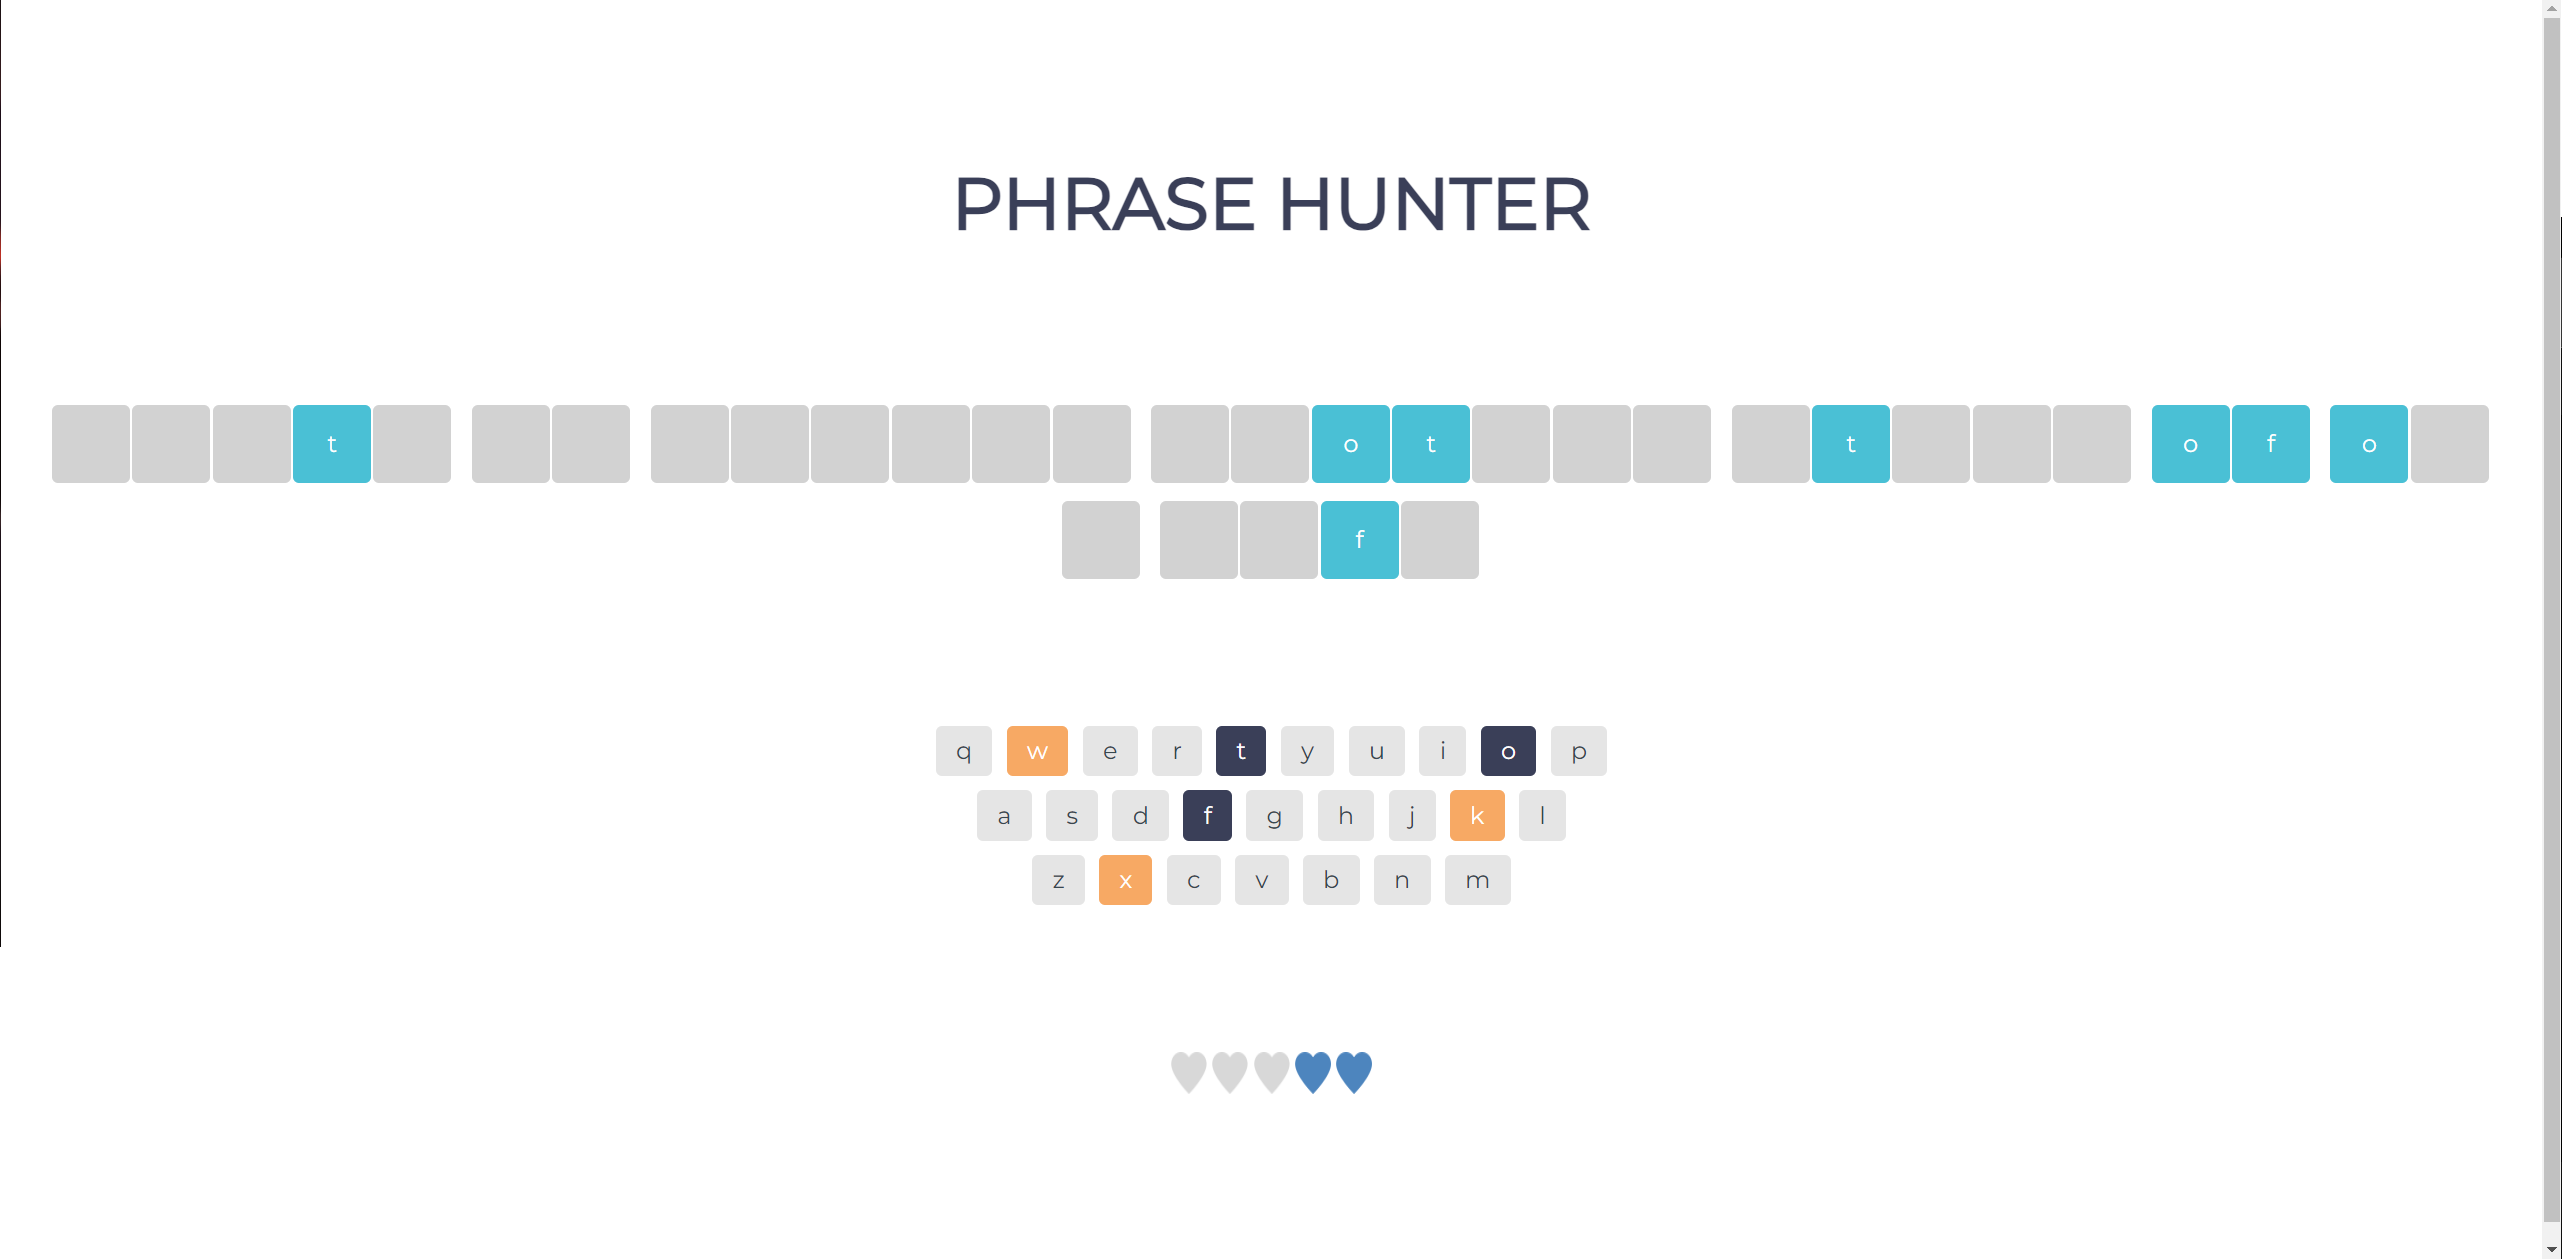 PHRASE HUNTER
t o t t o f o
f
q w e r t y u i o p
a s d f g h j k l
z x c v b n m